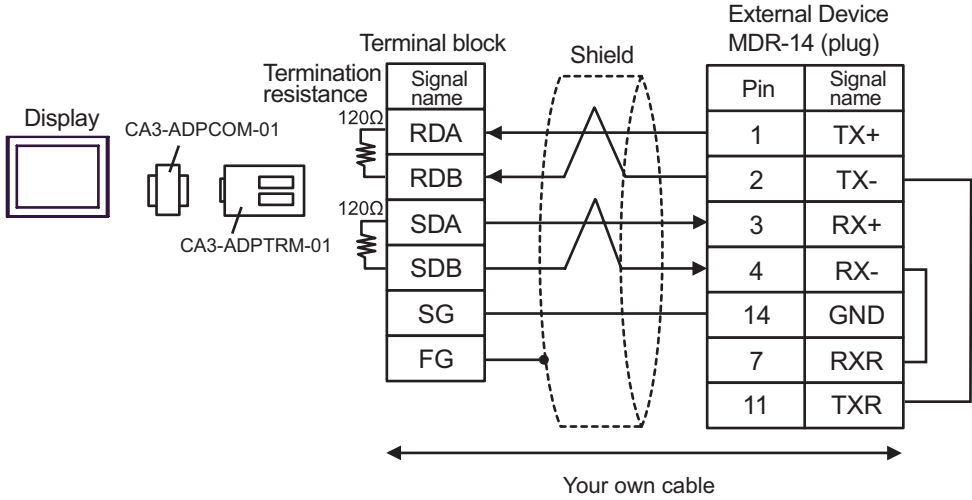 External Device
MDR-14 (plug)
Terminal block
Shield
Termination
resistance
Signal
name
Pin
Signal
name
Display
CA3-ADPCOM-01
CA3-ADPTRM-01
120Ω
RDA
1
TX+
RDB
2
TX-
120Ω
SDA
3
RX+
SDB
4
RX-
SG
14
GND
FG
7
RXR
11
TXR
Your own cable